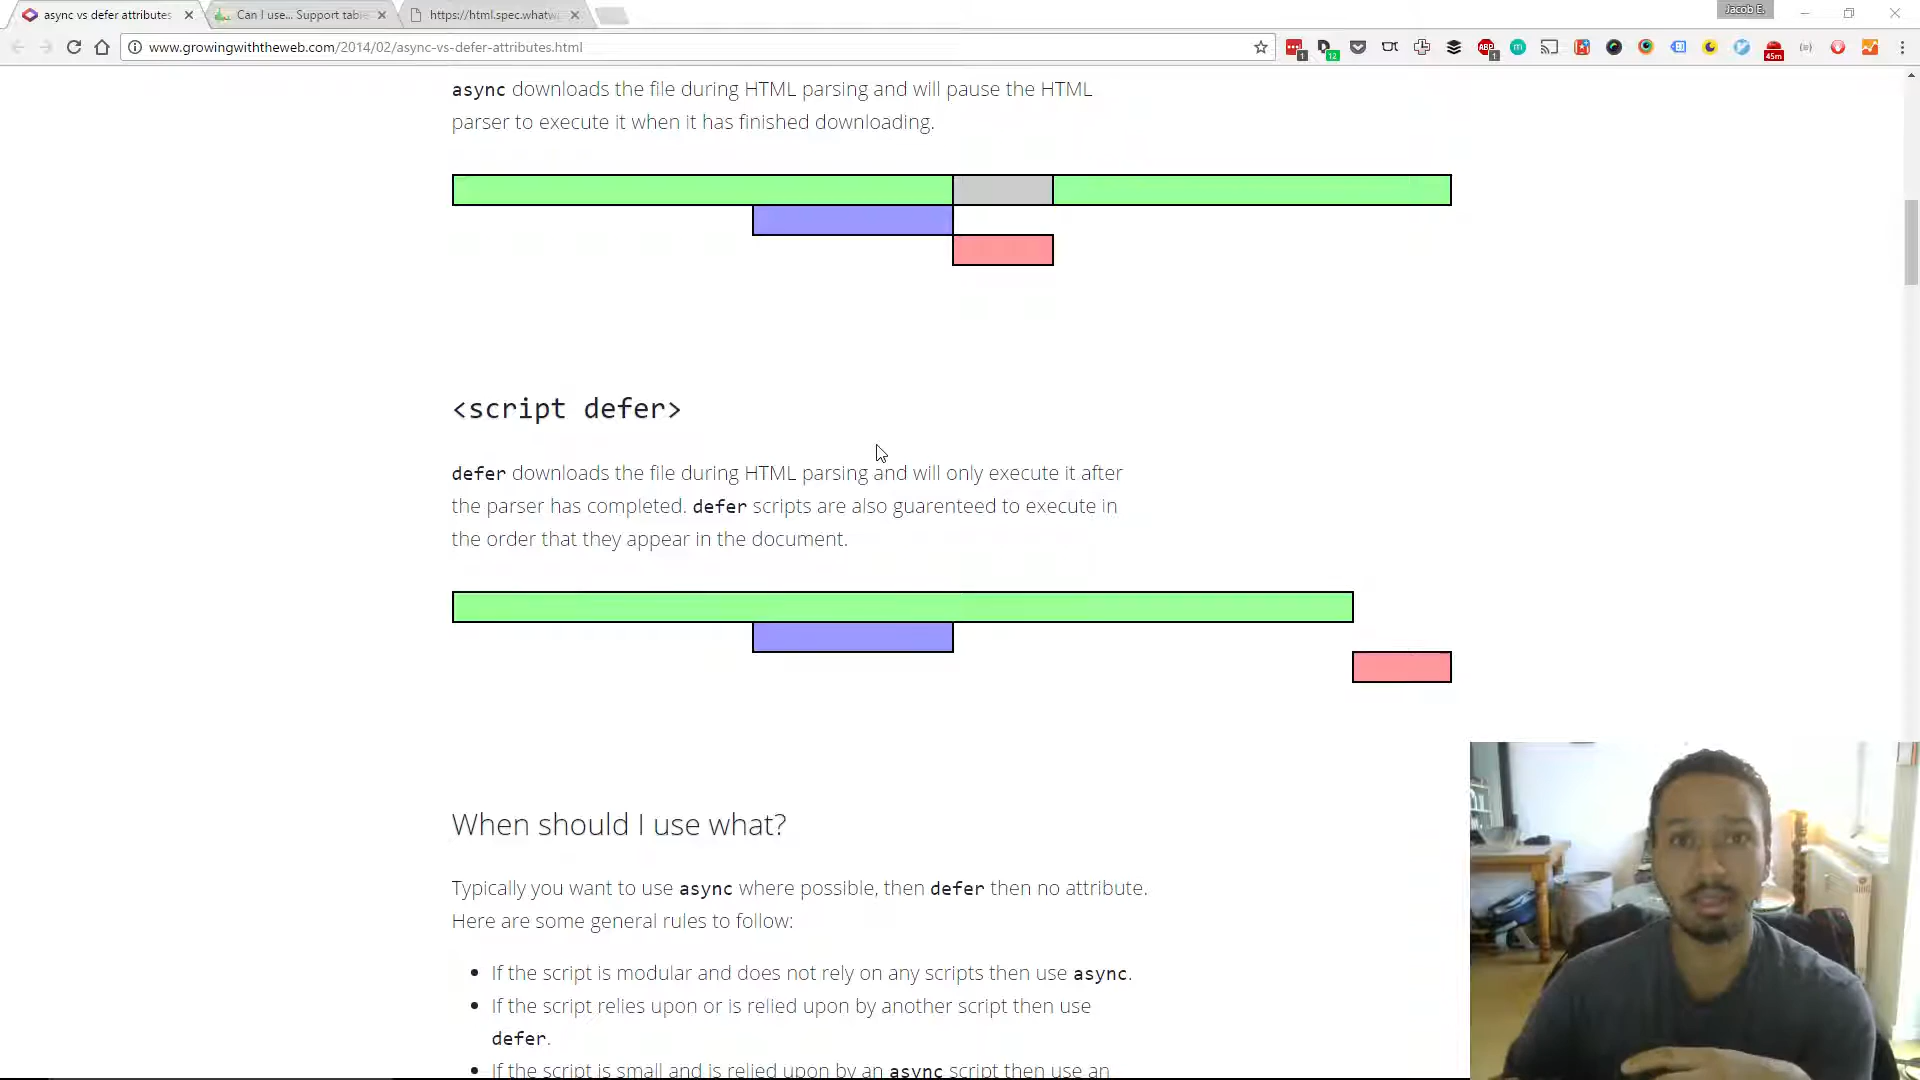 async vs defer attributes
Can I use... Support table
https://html.spec.whatw
Jacob E.
www.growingwiththeweb.com/2014/02/async-vs-defer-attributes.html
1
12
ABP
1
m
45m
async downloads the file during HTML parsing and will pause the HTML
parser to execute it when it has finished downloading.
<script defer>
defer downloads the file during HTML parsing and will only execute it after
the parser has completed. defer scripts are also guarenteed to execute in
the order that they appear in the document.
When should I use what?
Typically you want to use async where possible, then defer then no attribute.
Here are some general rules to follow:
If the script is modular and does not rely on any scripts then use async.
If the script relies upon or is relied upon by another script then use
defer.
If the script is small and is relied upon by an async script then use an